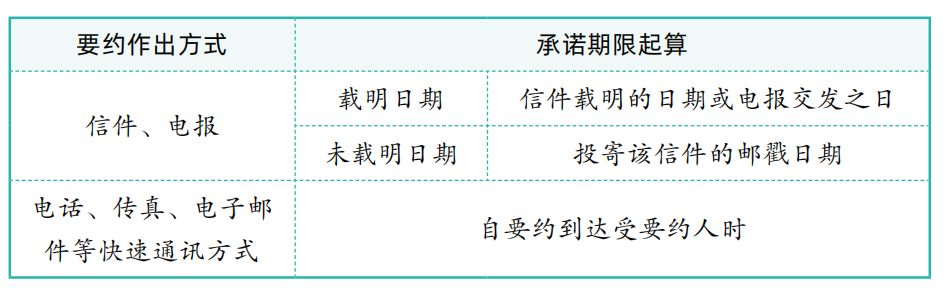 要约作出方式 承诺期限起算
信件、电报
载明日期 信件载明的日期或电报交发之日
未载明日期 投寄该信件的邮戳日期
电话、传真、电子邮
件等快速通讯方式
自要约到达受要约人时